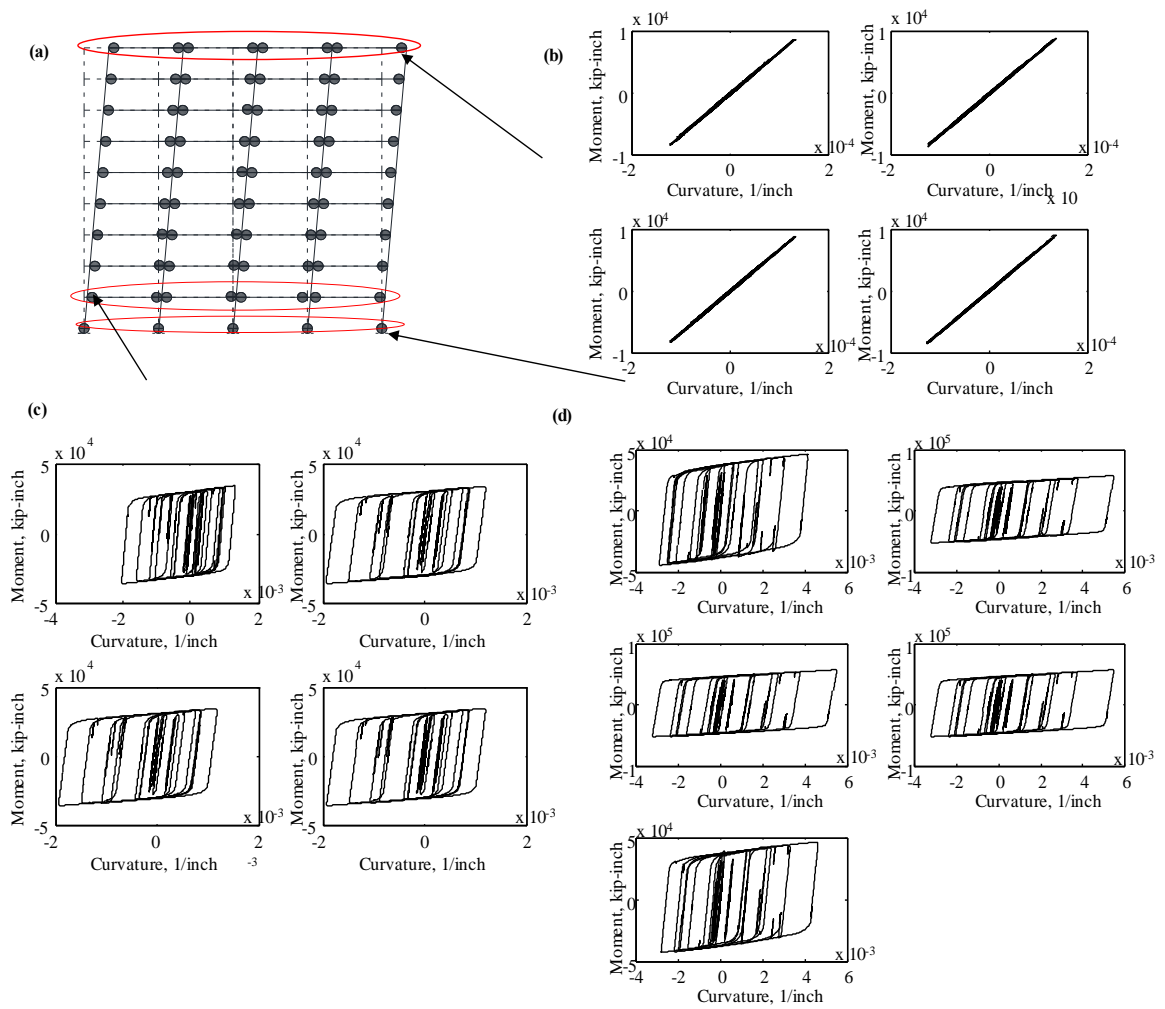 (a)
(b)
x 10^4
1
0
-1
-2
0
2
x 10^-4
Moment, kip-inch
Curvature, 1/inch
x 10^4
1
0
-1
-2
0
2
x 10^-4
Moment, kip-inch
Curvature, 1/inch
x 10
x 10^4
1
0
-1
-2
0
2
x 10^-4
Moment, kip-inch
Curvature, 1/inch
x 10^4
1
0
-1
-2
0
2
x 10^-4
Moment, kip-inch
Curvature, 1/inch
(c)
x 10^4
5
0
-5
-4
-2
0
2
x 10^-3
Moment, kip-inch
Curvature, 1/inch
x 10^4
5
0
-5
-2
-1
0
1
2
x 10^-3
Moment, kip-inch
Curvature, 1/inch
x 10^4
5
0
-5
-2
0
2
x 10^-3
Moment, kip-inch
Curvature, 1/inch
-3
x 10^4
5
0
-5
-2
-1
0
1
2
x 10^-3
Moment, kip-inch
Curvature, 1/inch
(d)
x 10^4
5
0
-5
-4
-2
0
2
4
6
x 10^-3
Moment, kip-inch
Curvature, 1/inch
x 10^5
1
0
-1
-4
-2
0
2
4
6
x 10^-3
Moment, kip-inch
Curvature, 1/inch
x 10^5
1
0
-1
-4
-2
0
2
4
6
x 10^-3
Moment, kip-inch
Curvature, 1/inch
x 10^5
1
0
-1
-4
-2
0
2
4
6
x 10^-3
Moment, kip-inch
Curvature, 1/inch
x 10^4
5
0
-5
-4
-2
0
2
4
6
x 10^-3
Moment, kip-inch
Curvature, 1/inch